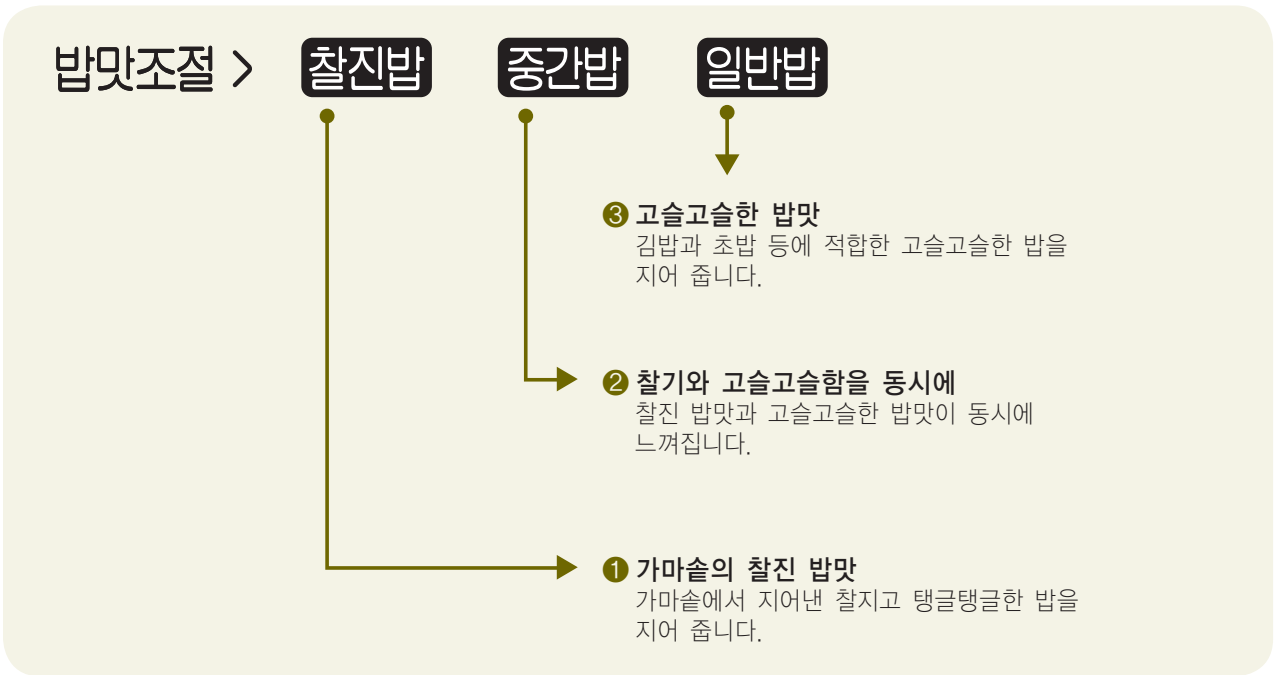 밥맛조절 > 찰진밥 중간밥 일반밥
❸ 고슬고슬한 밥맛
김밥과 초밥 등에 적합한 고슬고슬한 밥을
지어 줍니다.
❷ 찰기와 고슬고슬함을 동시에
찰진 밥맛과 고슬고슬한 밥맛이 동시에
느껴집니다.
❶ 가마솥의 찰진 밥맛
가마솥에서 지어낸 찰지고 탱글탱글한 밥을
지어 줍니다.